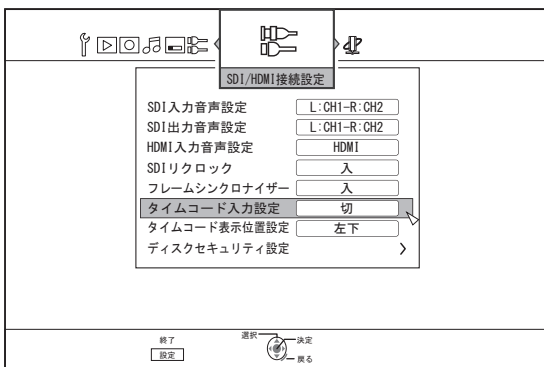 SDI/HDMI接続設定
SDI入力音声設定 L:CH1-R:CH2
SDI出力音声設定 L:CH1-R:CH2
HDMI入力音声設定 HDMI
SDIリクロック 入
フレームシンクロナイザー 入
タイムコード入力設定 切
タイムコード表示位置設定 左下
ディスクセキュリティ設定
終了
設定
選択
決定
戻る